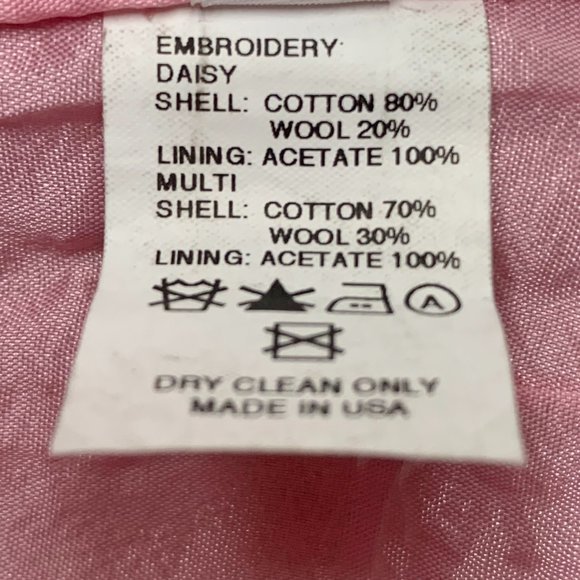 EMBROIDERY:
DAISY
SHELL: COTTON 80%
WOOL 20%
LINING: ACETATE 100%
MULTI
SHELL: COTTON 70%
WOOL 30%
LINING: ACETATE 100%
A
DRY CLEAN ONLY
MADE IN USA